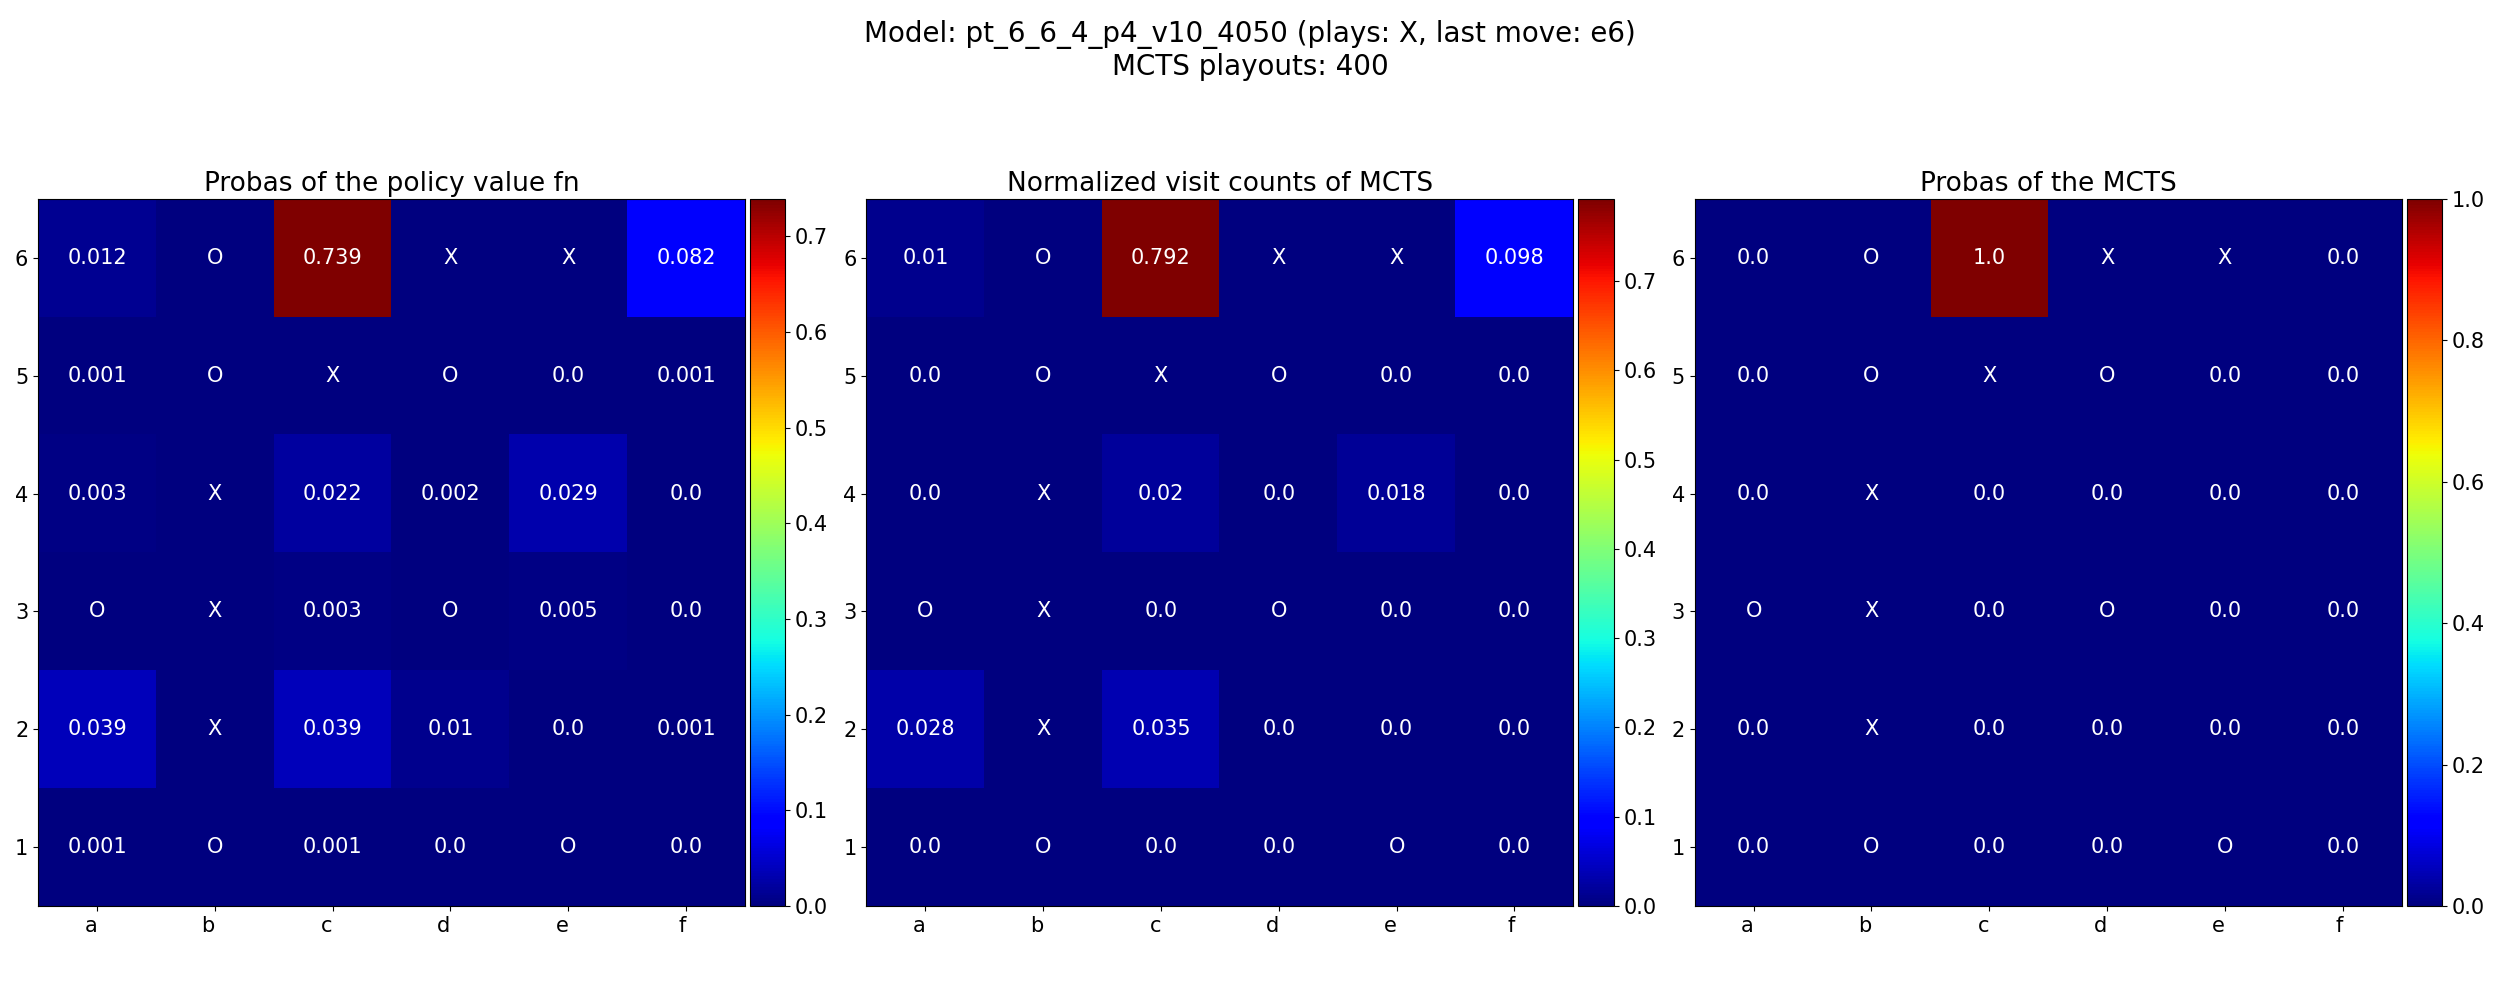 Model: pt_6_6_4_p4_v10_4050 (plays: X, last move: e6)
MCTS playouts: 400
Probas of the policy value fn
6 0.012 O 0.739 X X 0.082
5 0.001 O X O 0.0 0.001
4 0.003 X 0.022 0.002 0.029 0.0
3 O X 0.003 O 0.005 0.0
2 0.039 X 0.039 0.01 0.0 0.001
1 0.001 O 0.001 0.0 O 0.0
a b c d e f
0.7
0.6
0.5
0.4
0.3
0.2
0.1
0.0
Normalized visit counts of MCTS
6 0.01 O 0.792 X X 0.098
5 0.0 O X O 0.0 0.0
4 0.0 X 0.02 0.0 0.018 0.0
3 O X 0.0 O 0.0 0.0
2 0.028 X 0.035 0.0 0.0 0.0
1 0.0 O 0.0 0.0 O 0.0
a b c d e f
0.7
0.6
0.5
0.4
0.3
0.2
0.1
0.0
Probas of the MCTS
6 0.0 O 1.0 X X 0.0
5 0.0 O X O 0.0 0.0
4 0.0 X 0.0 0.0 0.0 0.0
3 O X 0.0 O 0.0 0.0
2 0.0 X 0.0 0.0 0.0 0.0
1 0.0 O 0.0 0.0 O 0.0
a b c d e f
1.0
0.8
0.6
0.4
0.2
0.0